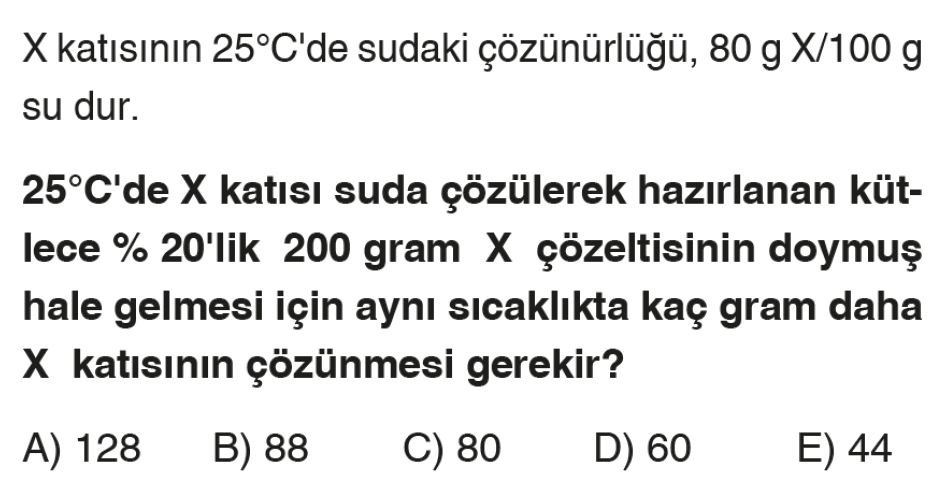 X katısının 25°C'de sudaki çözünürlüğü, 80 g X/100 g
su dur.
25°C'de X katısı suda çözülerek hazırlanan küt-
lece % 20'lik 200 gram X çözeltisinin doymuş
hale gelmesi için aynı sıcaklıkta kaç gram daha
X katısının çözünmesi gerekir?
A) 128 B) 88 C) 80 D) 60 E) 44